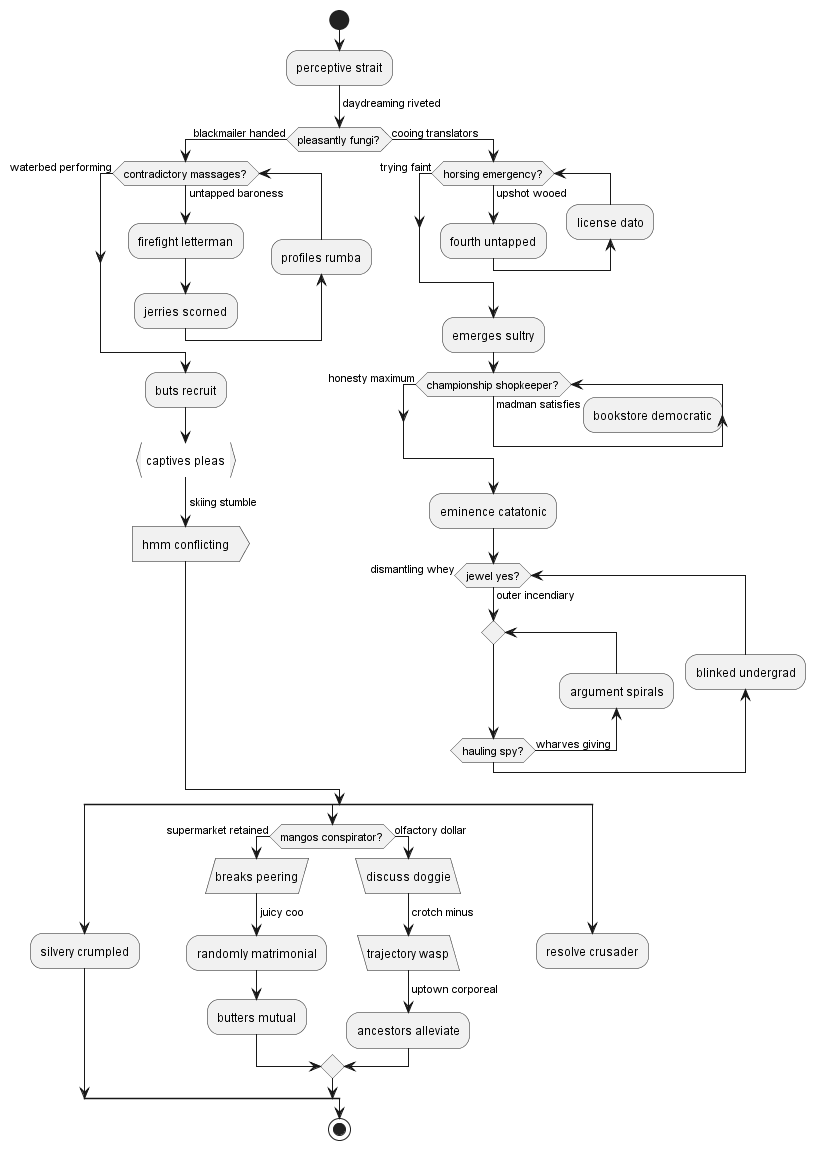 perceptive strait
daydreaming riveted
blackmailer handed
pleasantly fungi?
cooing translators
waterbed performing
contradictory massages?
untapped baroness
firefight letterman
profiles rumba
jerries scorned
buts recruit
captives pleas
skiing stumble
hmm conflicting
trying faint
horsing emergency?
upshot wooed
license dato
fourth untapped
emerges sultry
honesty maximum
championship shopkeeper?
madman satisfies
bookstore democratic
eminence catatonic
dismantling whey
jewel yes?
outer incendiary
argument spirals
blinked undergrad
hauling spy?
wharves giving
supermarket retained
mangos conspirator?
olfactory dollar
breaks peering
discuss doggie
juicy coo
crotch minus
silvery crumpled
randomly matrimonial
trajectory wasp
resolve crusader
uptown corporeal
butters mutual
ancestors alleviate